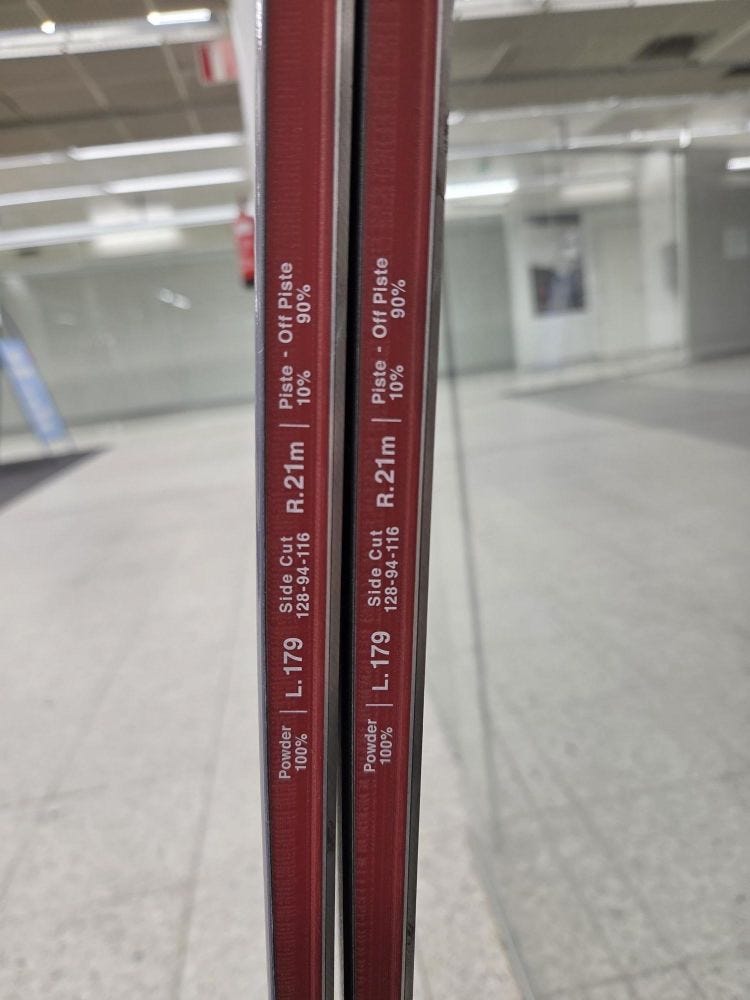 Powder
100%
| L.179
Side Cut
128-94-116
R.21m |
Piste - Off Piste
10% 90%
Powder
100%
| L.179
Side Cut
128-94-116
R.21m |
Piste - Off Piste
10% 90%